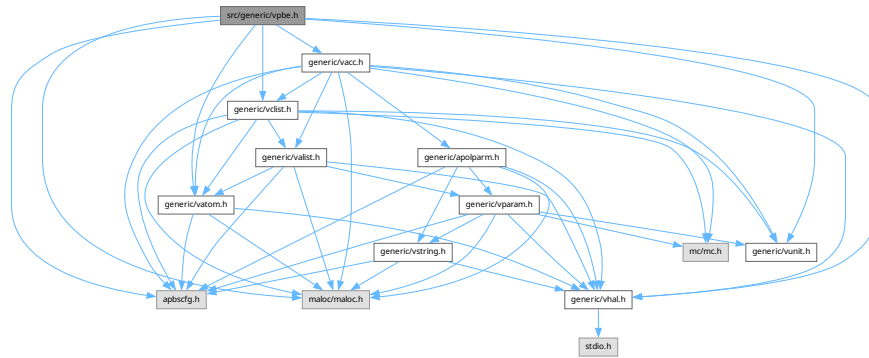 src/generic/vpbe.h
generic/vacc.h
generic/vclist.h
generic/valist.h
generic/apolparm.h
generic/vatom.h
generic/vparam.h
generic/vstring.h
mc/mc.h
generic/vunit.h
apbscfg.h
maloc/maloc.h
generic/vhal.h
stdio.h